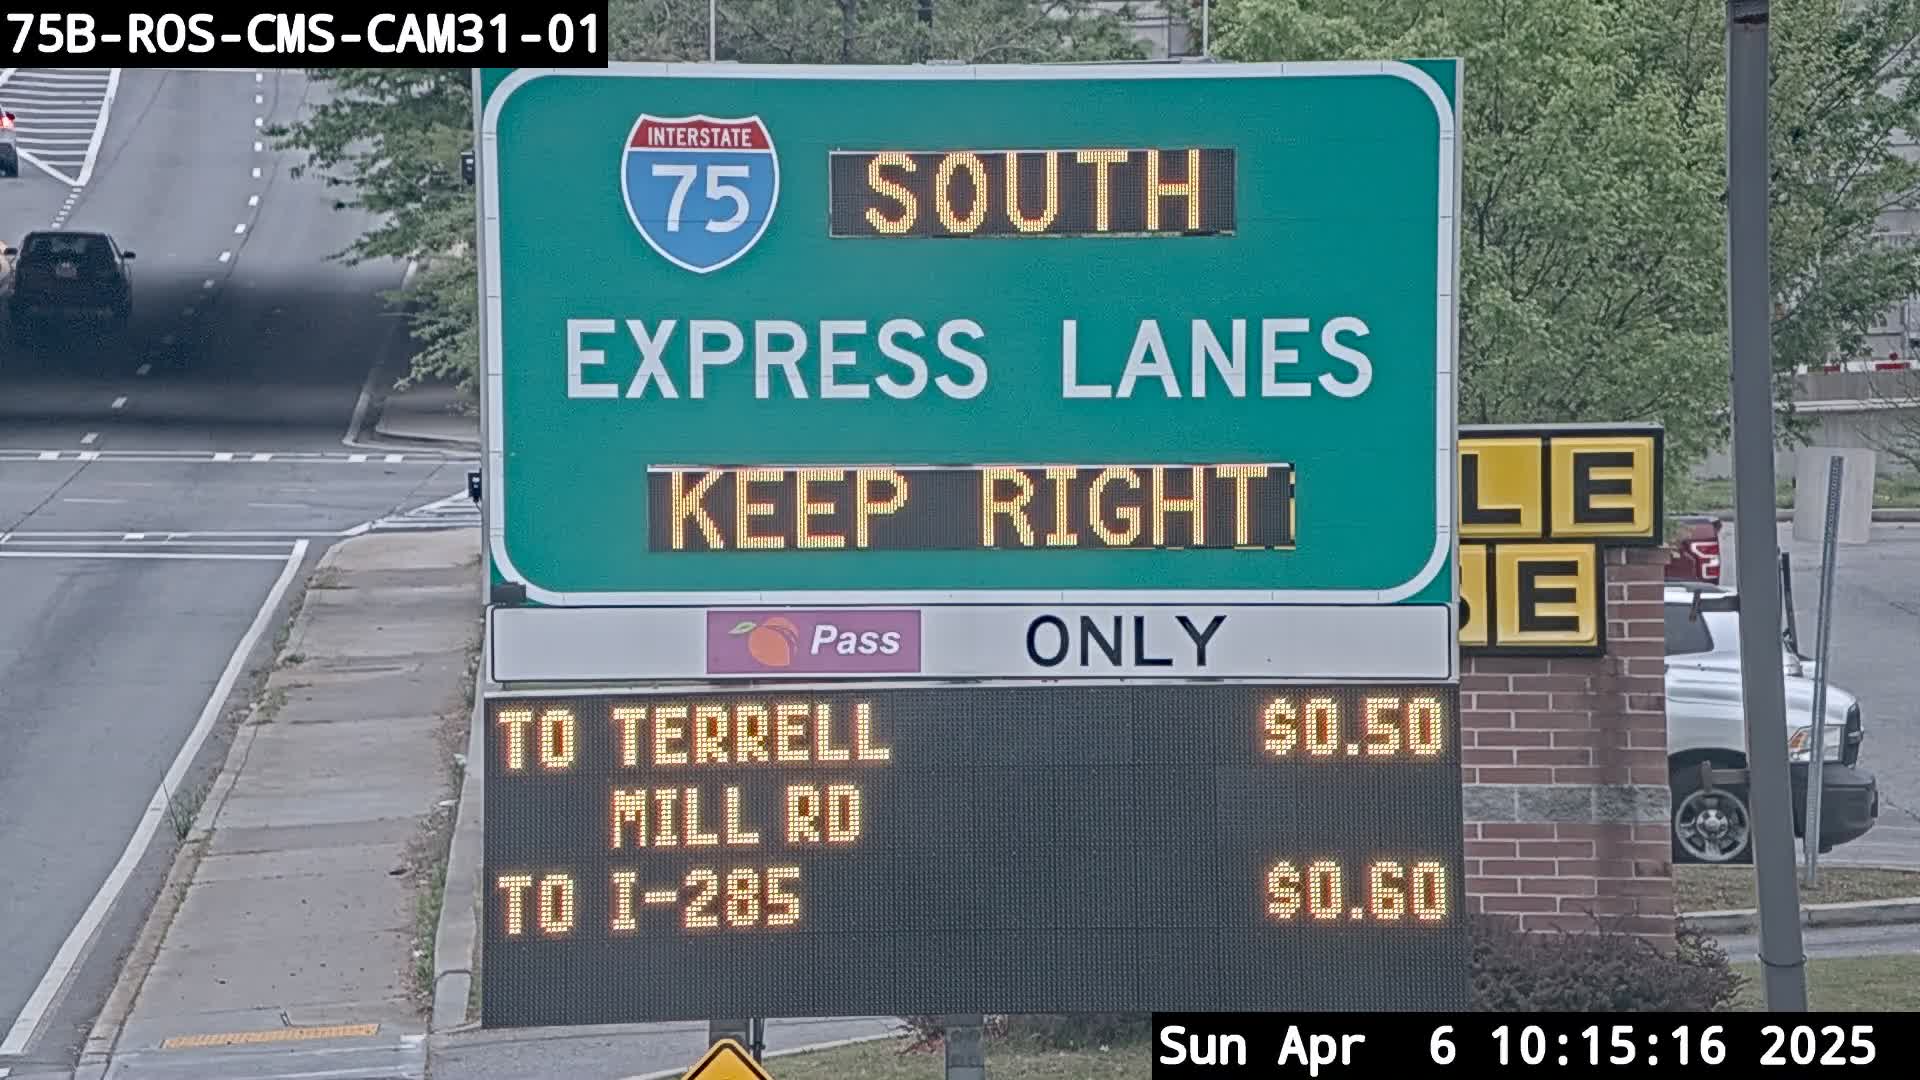 75B-ROS-CMS-CAM31-01
INTERSTATE
75
SOUTH
EXPRESS LANES
KEEP RIGHT
Pass ONLY
TO TERRELL $0.50
MILL RD
TO I-285 $0.60
LE
E
Sun Apr 6 10:15:16 2025